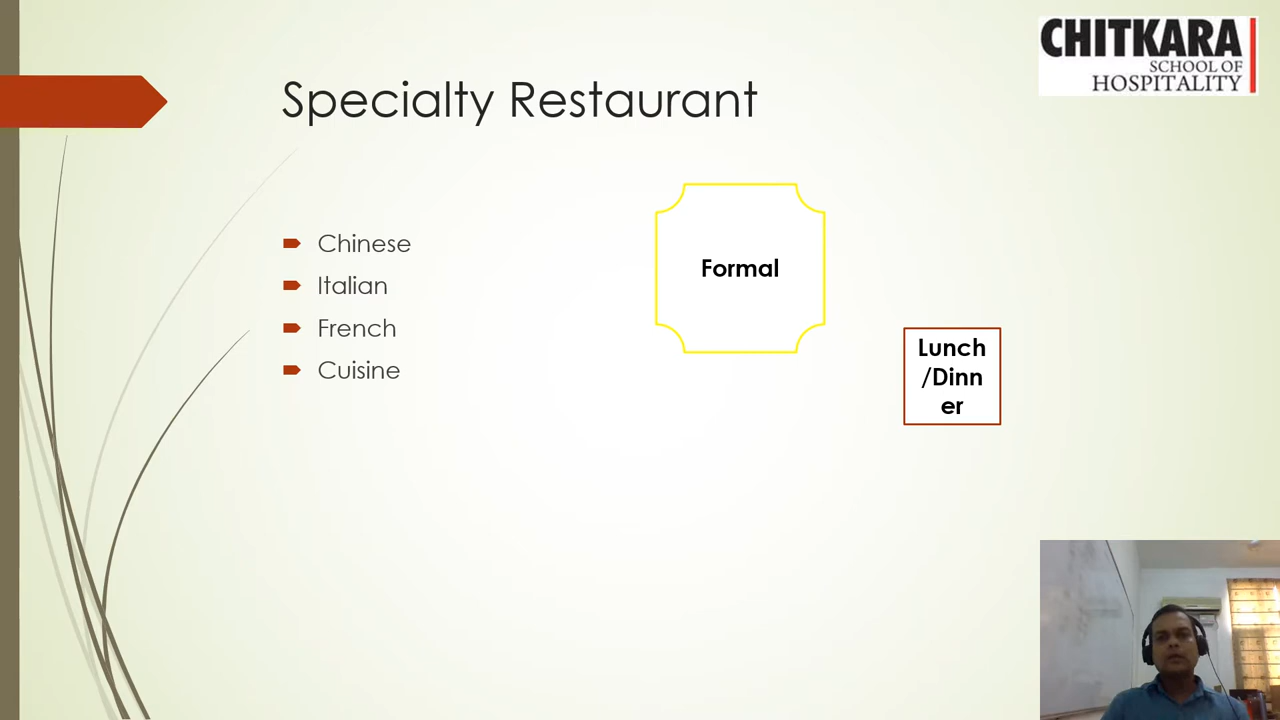 CHITKARA
SCHOOL OF
HOSPITALITY
Specialty Restaurant
Chinese
Italian
French
Cuisine
Formal
Lunch
/Dinn
er